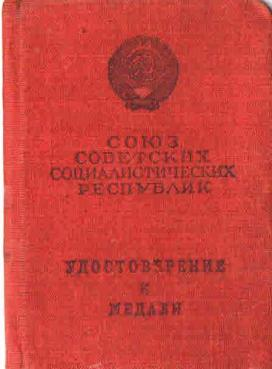 СОЮЗ
СОВЕТСКИХ
СОЦИАЛИСТИЧЕСКИХ
РЕСПУБЛИК
УДОСТОВЕРЕНИЕ
К
МЕДАЛИ